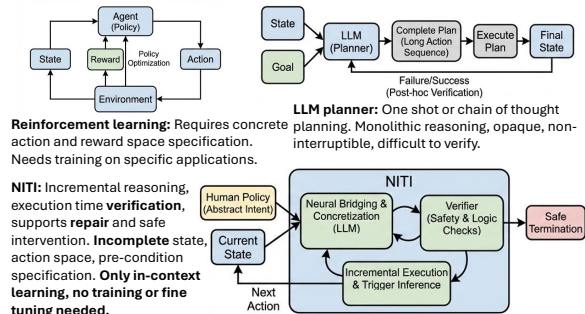 Agent
(Policy)
State
Reward
Policy
Optimization
Action
Environment
Reinforcement learning: Requires concrete
action and reward space specification.
Needs training on specific applications.
State
Goal
LLM
(Planner)
Complete Plan
(Long Action
Sequence)
Execute
Plan
Final
State
Failure/Success
(Post-hoc Verification)
LLM planner: One shot or chain of thought
planning. Monolithic reasoning, opaque, non-
interruptible, difficult to verify.
NITI: Incremental reasoning,
execution time verification,
supports repair and safe
intervention. Incomplete state,
action space, pre-condition
specification. Only in-context
learning, no training or fine
tuning needed.
NITI
Human Policy
(Abstract Intent)
Current
State
Neural Bridging &
Concretization
(LLM)
Verifier
(Safety & Logic
Checks)
Safe
Termination
Incremental Execution
& Trigger Inference
Next
Action